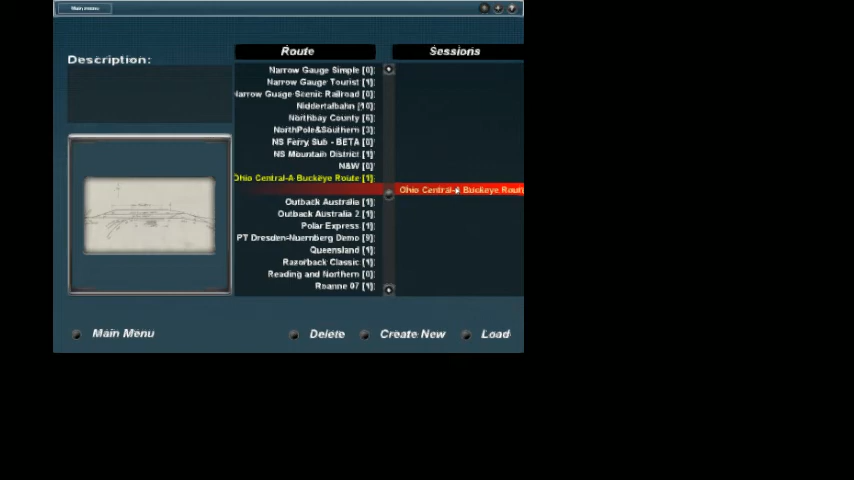 Main menu
Description:
Route
Sessions
Narrow Gauge Simple [0]
Narrow Gauge Tourist [1]
Narrow Guage Scenic Railroad [0]
Niddertalbahn [10]
Northbay County [6]
NorthPole&Southern [3]
NS Ferry Sub - BETA [0]
NS Mountain District [1]
N&W [0]
Ohio Central-A Buckeye Route [1]
Ohio Central-A Buckeye Rout
Outback Australia [1]
Outback Australia 2 [1]
Polar Express [1]
PT Dresden-Nuernberg Demo [9]
Queensland [1]
Razorback Classic [1]
Reading and Northern [0]
Roanne 07 [1]
Main Menu
Delete
Create New
Load